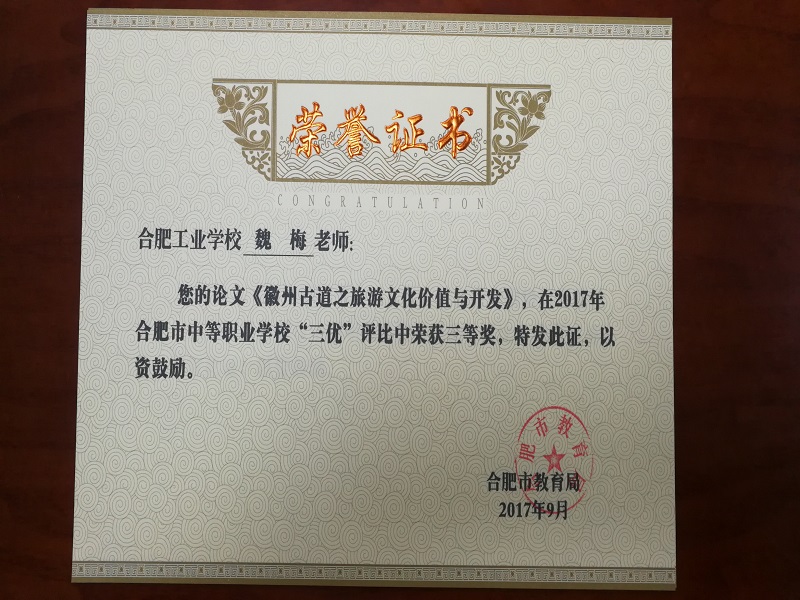 荣誉证书
CONGRATULATION
合肥工业学校 魏 梅 老师：
您的论文《徽州古道之旅游文化价值与开发》，在2017年
合肥市中等职业学校“三优”评比中荣获三等奖，特发此证，以
资鼓励。
肥市教育
合肥市教育局
2017年9月